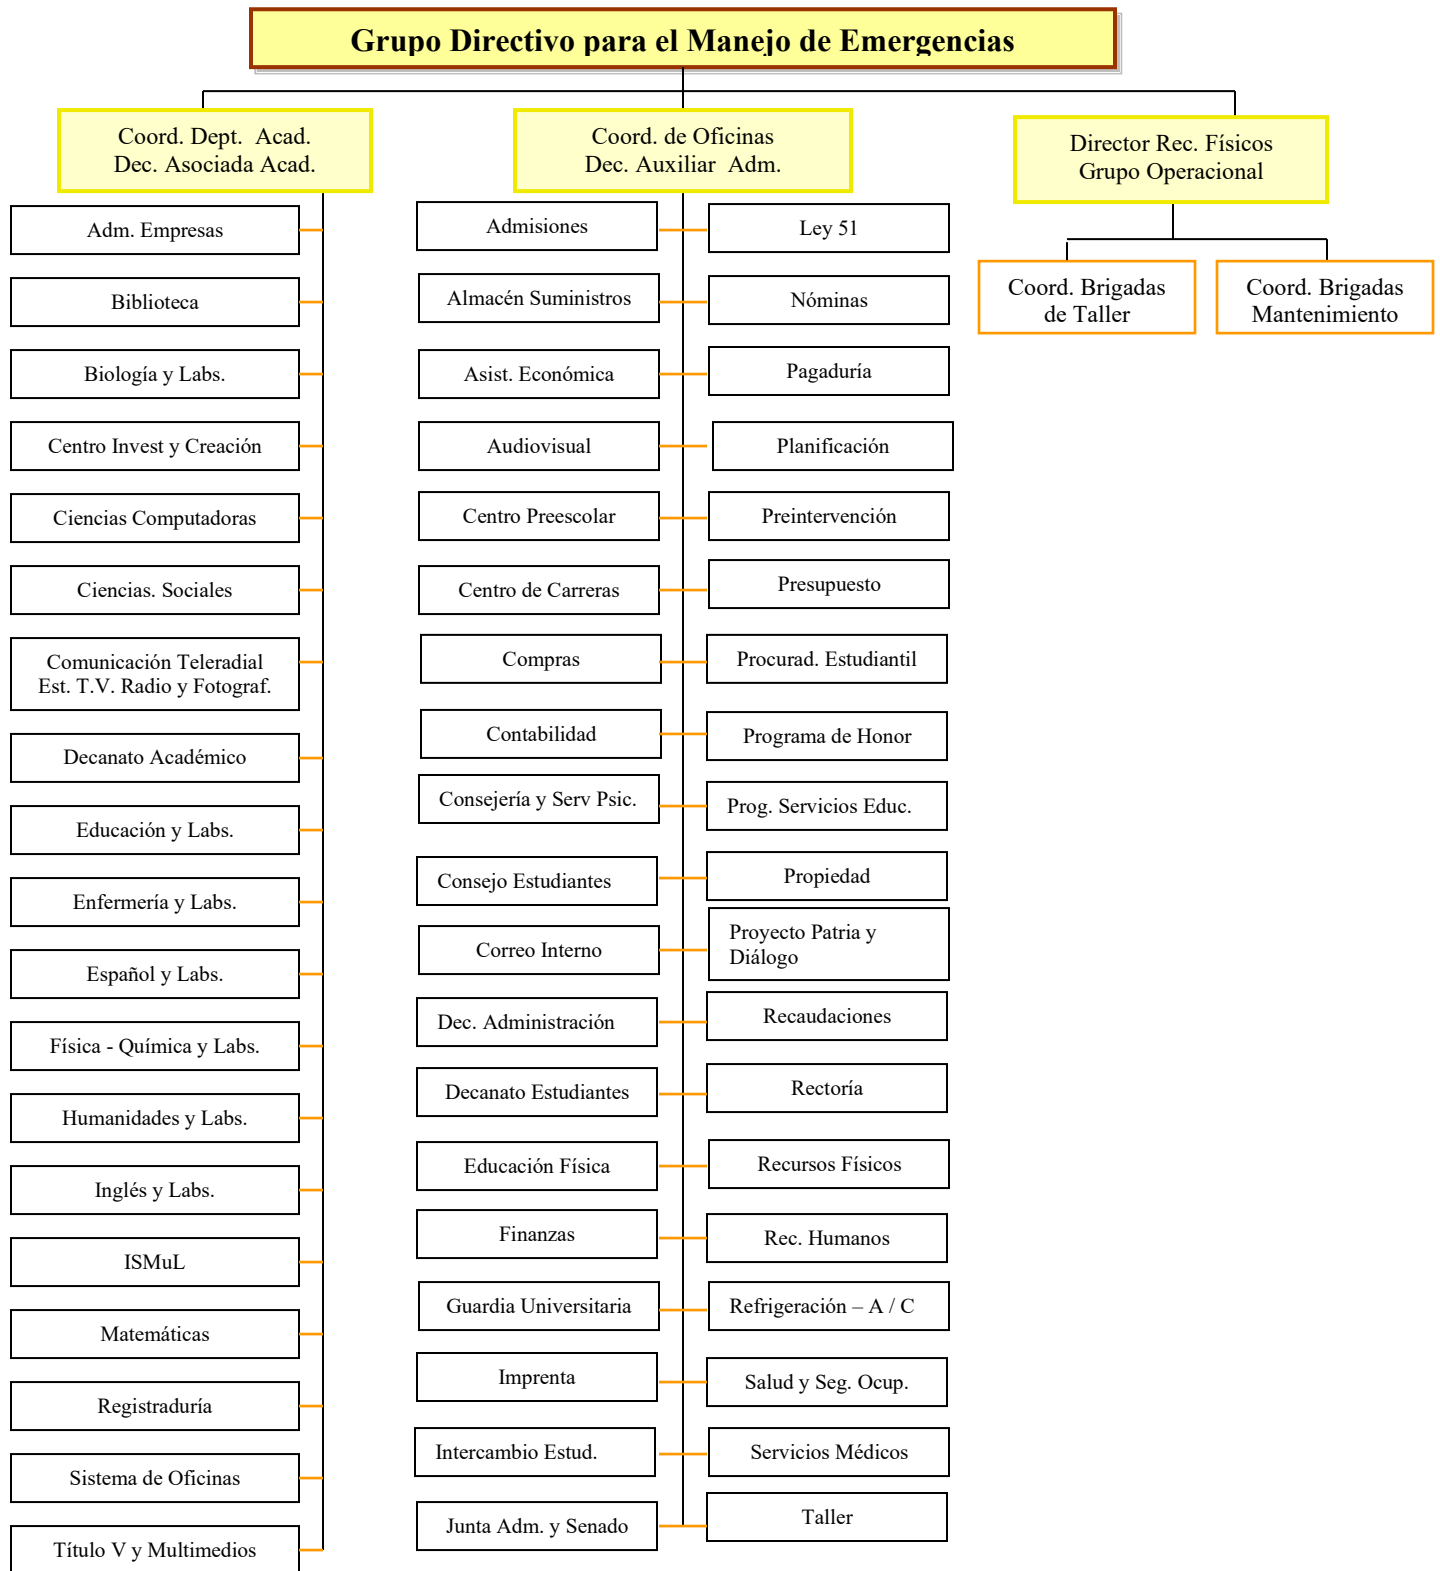 Grupo Directivo para el Manejo de Emergencias
Coord. Dept. Acad.
Dec. Asociada Acad.
Adm. Empresas
Biblioteca
Biología y Labs.
Centro Invest y Creación
Ciencias Computadoras
Ciencias. Sociales
Comunicación Teleradial
Est. T.V. Radio y Fotograf.
Decanato Académico
Educación y Labs.
Enfermería y Labs.
Español y Labs.
Física - Química y Labs.
Humanidades y Labs.
Inglés y Labs.
ISMuL
Matemáticas
Registraduría
Sistema de Oficinas
Título V y Multimedios
Coord. de Oficinas
Dec. Auxiliar Adm.
Admisiones
Almacén Suministros
Asist. Económica
Audiovisual
Centro Preescolar
Centro de Carreras
Compras
Contabilidad
Consejería y Serv Psic.
Consejo Estudiantes
Correo Interno
Dec. Administración
Decanato Estudiantes
Educación Física
Finanzas
Guardia Universitaria
Imprenta
Intercambio Estud.
Junta Adm. y Senado
Ley 51
Nóminas
Pagaduría
Planificación
Preintervención
Presupuesto
Procurad. Estudiantil
Programa de Honor
Prog. Servicios Educ.
Propiedad
Proyecto Patria y
Diálogo
Recaudaciones
Rectoría
Recursos Físicos
Rec. Humanos
Refrigeración – A / C
Salud y Seg. Ocup.
Servicios Médicos
Taller
Director Rec. Físicos
Grupo Operacional
Coord. Brigadas
de Taller
Coord. Brigadas
Mantenimiento